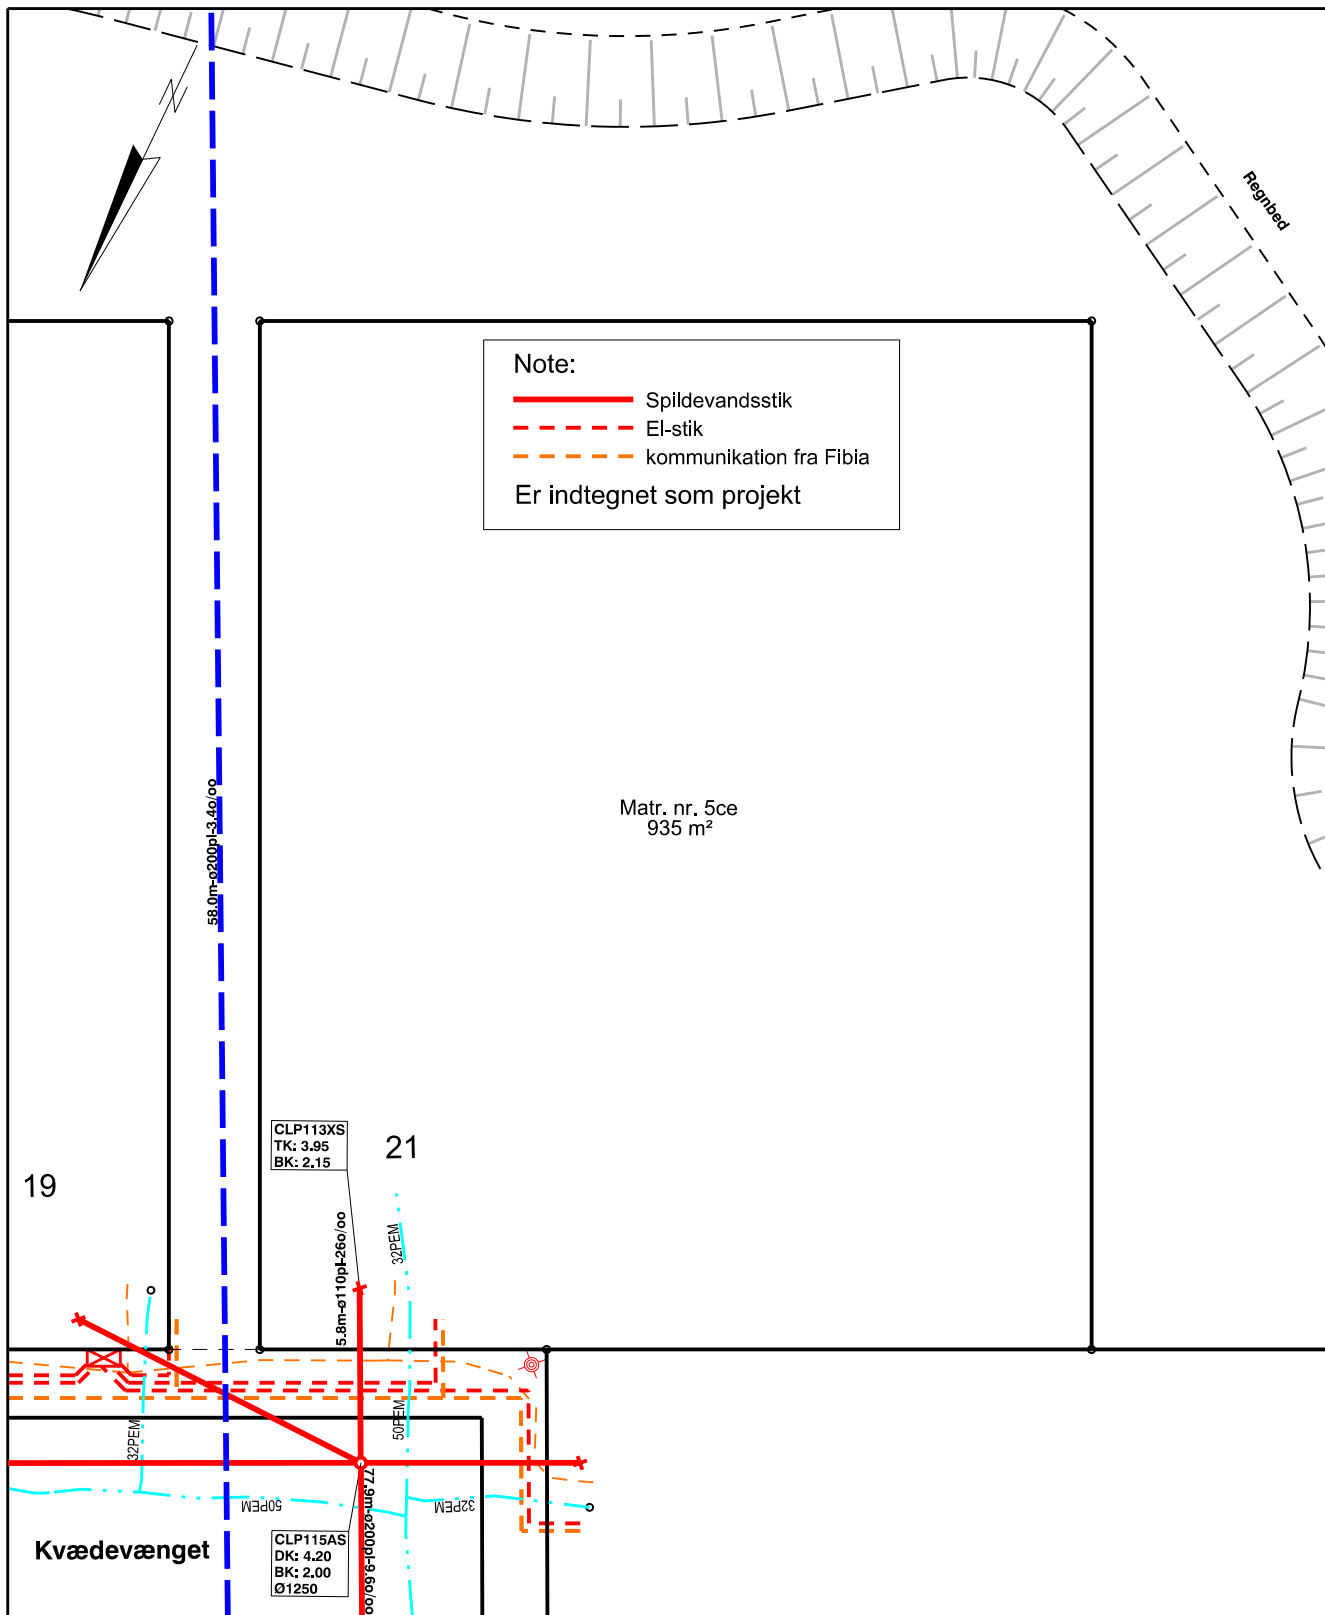 N
Regnbed
Note:
Spildevandsstik
El-stik
kommunikation fra Fibia
Er indtegnet som projekt
58.0m-ø200pl-3.4o/oo
Matr. nr. 5ce
935 m²
CLP113XS
TK: 3.95
BK: 2.15
21
19
5.8m-ø110pl-26o/oo
32PEM
32PEM
50PEM
50PEM
32PEM
77.9m-ø200pl-9.6o/oo
Kvædevænget
CLP115AS
DK: 4.20
BK: 2.00
Ø1250